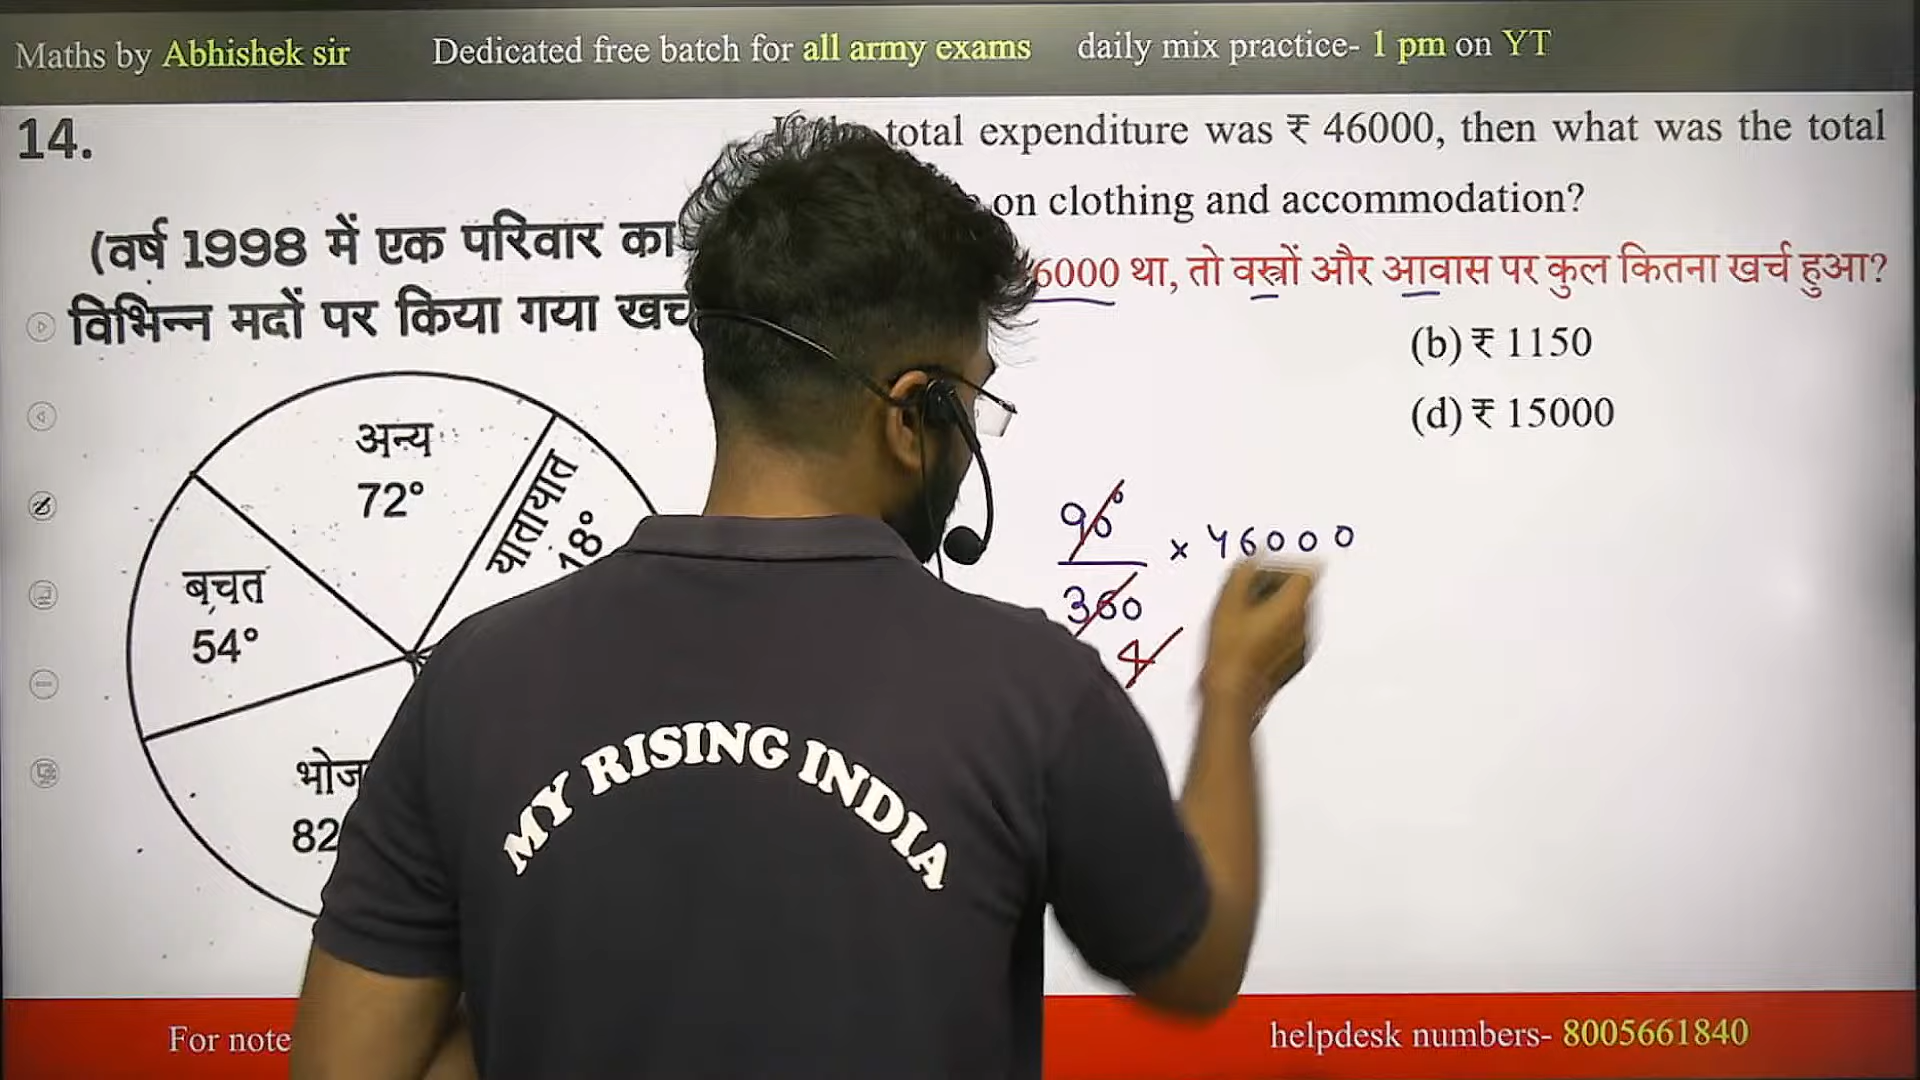 Maths by Abhishek sir
Dedicated free batch for all army exams
daily mix practice- 1 pm on YT
14.
total expenditure was ₹ 46000, then what was the total
on clothing and accommodation?
6000 था, तो वस्त्रों और आवास पर कुल कितना खर्च हुआ?
(b) ₹ 1150
(d) ₹ 15000
(वर्ष 1998 में एक परिवार का
विभिन्न मदों पर किया गया
अन्य
72°
यातायात
18°
बचत
54°
82
90°
360
× 46000
4
MY RISING INDIA
For note
helpdesk numbers- 8005661840